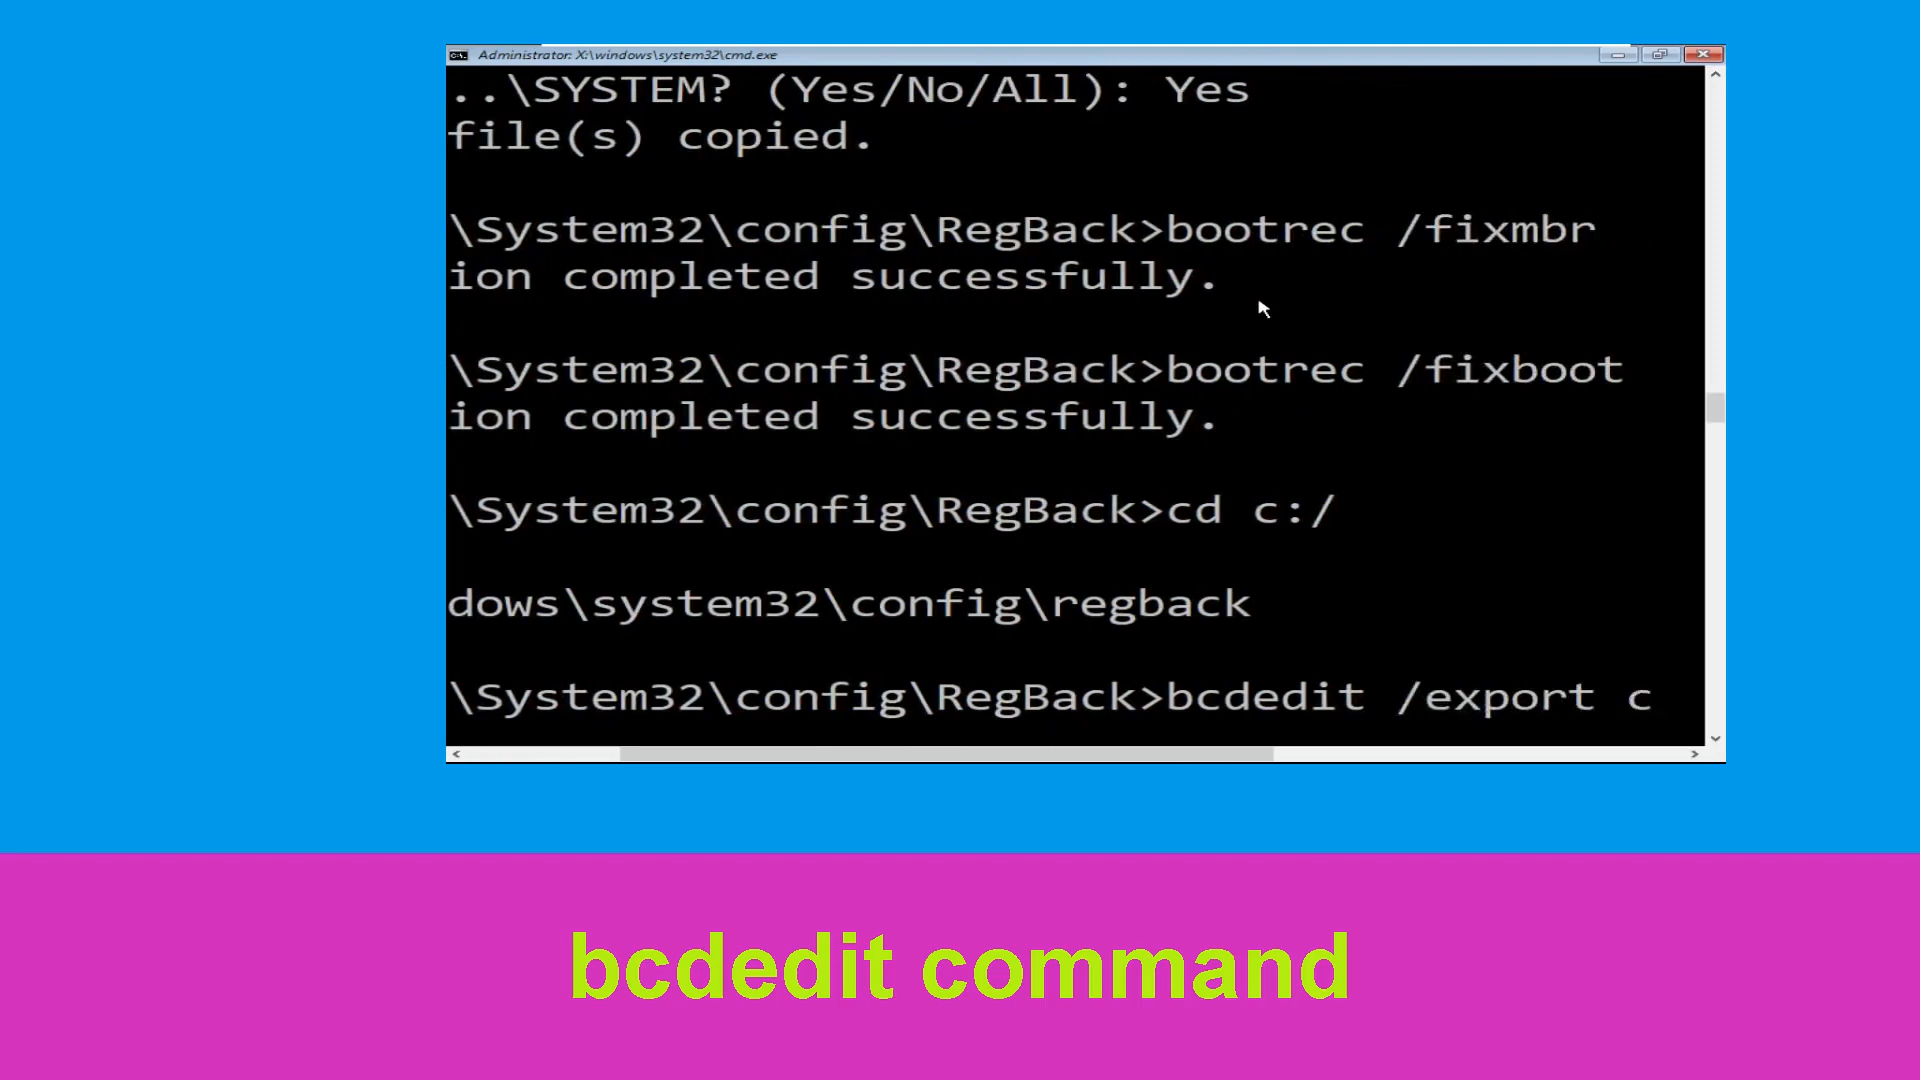 Administrator: X:\windows\system32\cmd.exe
..\SYSTEM? (Yes/No/All): Yes
file(s) copied.
\System32\config\RegBack>bootrec /fixmbr
ion completed successfully.
\System32\config\RegBack>bootrec /fixboot
ion completed successfully.
\System32\config\RegBack>cd c:/
dows\system32\config\regback
\System32\config\RegBack>bcdedit /export c
bcdedit command